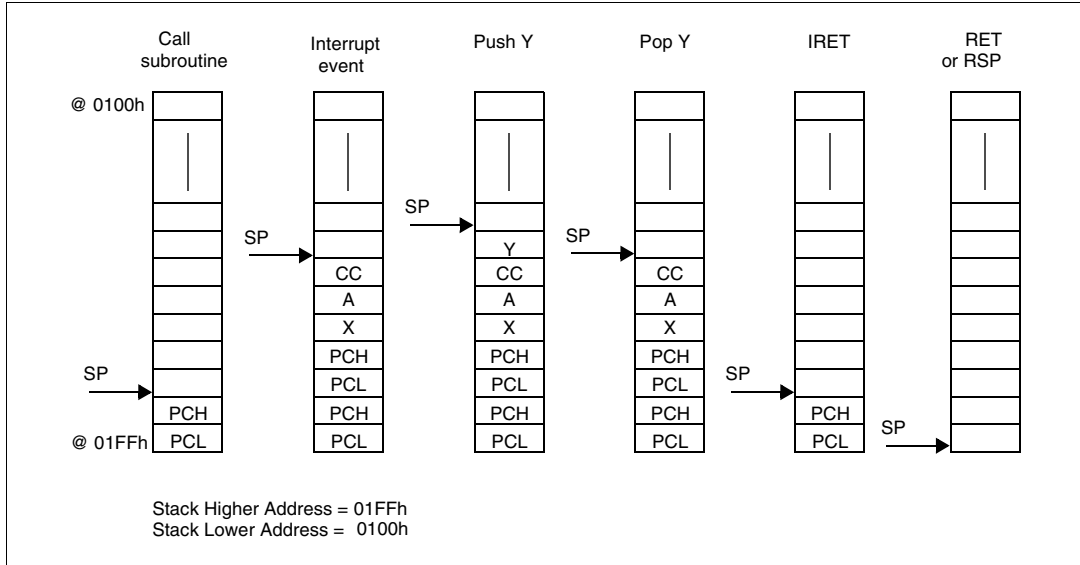 Call
subroutine
Interrupt
event
Push Y
Pop Y
IRET
RET
or RSP
@ 0100h
SP
SP
SP
Y
SP
CC
CC
CC
A
A
A
X
X
X
PCH
PCH
PCH
SP
PCL
PCL
PCL
SP
PCH
PCH
PCH
PCH
PCH
@ 01FFh
PCL
PCL
PCL
PCL
PCL
SP
Stack Higher Address = 01FFh
Stack Lower Address = 0100h